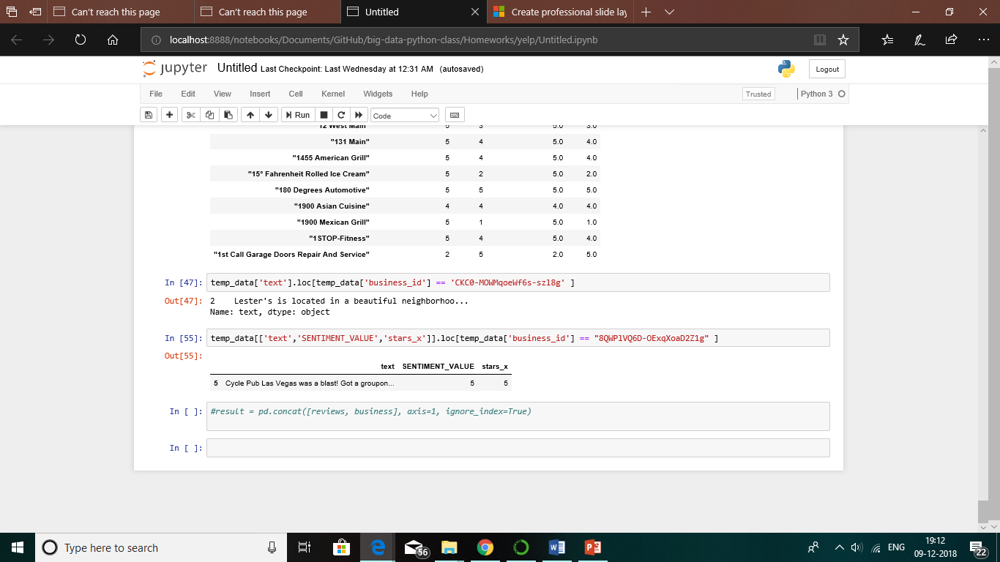 Can't reach this page
Can't reach this page
Untitled
Create professional slide lay
localhost:8888/notebooks/Documents/GitHub/big-data-python-class/Homeworks/yelp/Untitled.ipynb
jupyter Untitled Last Checkpoint: Last Wednesday at 12:31 AM (autosaved)
Logout
File Edit View Insert Cell Kernel Widgets Help
Trusted
Python 3
Run
Code
"12 West Main" 5 3 5.0 3.0
"131 Main" 5 4 5.0 4.0
"1455 American Grill" 5 4 5.0 4.0
"15° Fahrenheit Rolled Ice Cream" 5 2 5.0 2.0
"180 Degrees Automotive" 5 5 5.0 5.0
"1900 Asian Cuisine" 4 4 4.0 4.0
"1900 Mexican Grill" 5 1 5.0 1.0
"1STOP-Fitness" 5 4 5.0 4.0
"1st Call Garage Doors Repair And Service" 2 5 2.0 5.0
In [47]: temp_data['text'].loc[temp_data['business_id'] == 'CKC0-MOWMqoeWf6s-szl8g' ]
Out[47]: 2 Lester's is located in a beautiful neighborhoo...
Name: text, dtype: object
In [55]: temp_data[['text','SENTIMENT_VALUE','stars_x']].loc[temp_data['business_id'] == "8QWPlVQ6D-OExqXoaD2Z1g" ]
Out[55]:
text SENTIMENT_VALUE stars_x
5 Cycle Pub Las Vegas was a blast! Got a groupon... 5 5
In [ ]: #result = pd.concat([reviews, business], axis=1, ignore_index=True)
In [ ]:
Type here to search
56
ENG
19:12
09-12-2018
22